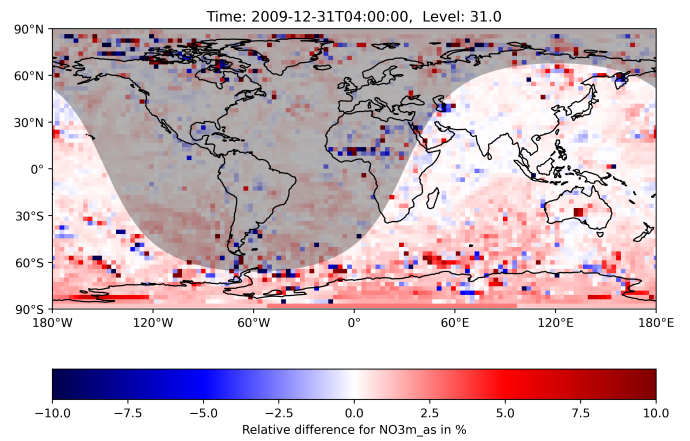 Time: 2009-12-31T04:00:00,  Level: 31.0
90°N
60°N
30°N
0°
30°S
60°S
90°S
180°W 120°W 60°W 0° 60°E 120°E 180°E
−10.0 −7.5 −5.0 −2.5 0.0 2.5 5.0 7.5 10.0
Relative difference for NO3m_as in %